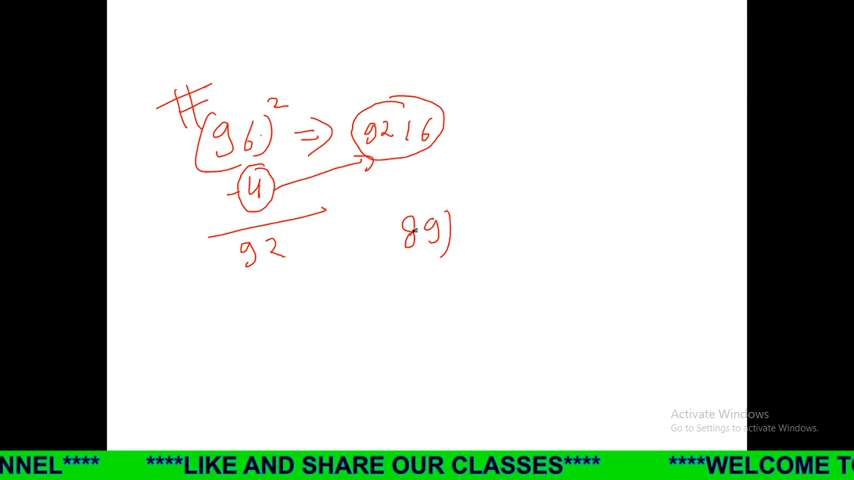 # (96)² ⇒ 9216
-4
92
89)
Activate Windows
Go to Settings to activate Windows.
NNEL**** ****LIKE AND SHARE OUR CLASSES**** ****WELCOME TO